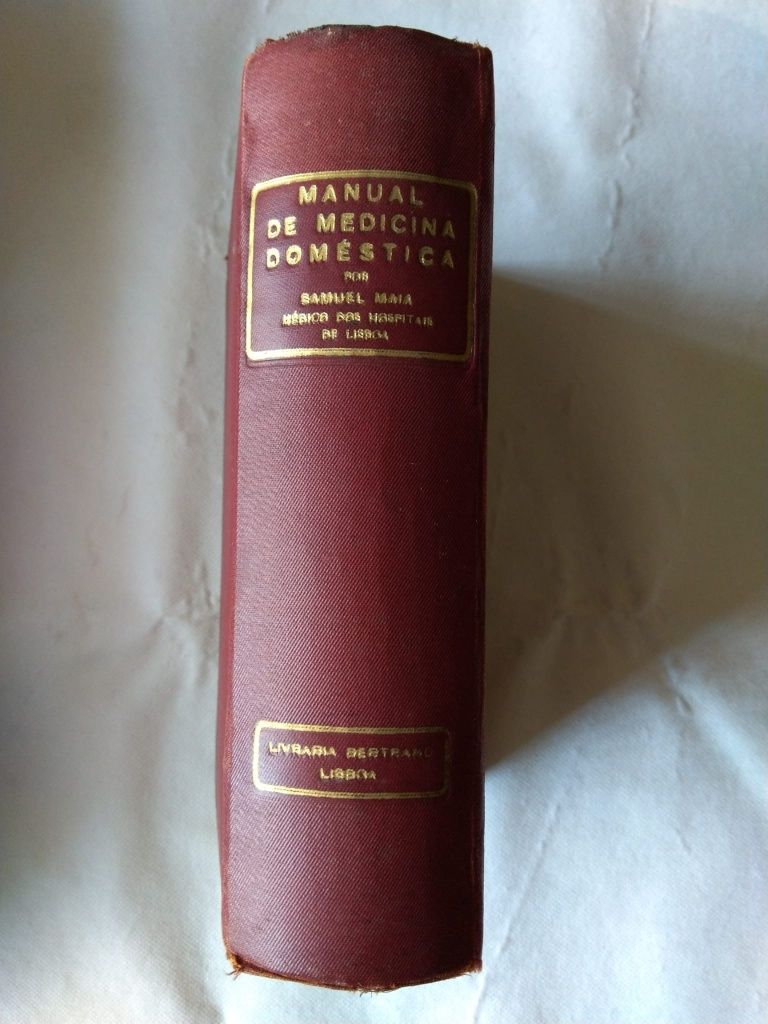 MANUAL
DE MEDICINA
DOMÉSTICA
POR
SAMUEL MAIA
MÉDICO DOS HOSPITAIS
DE LISBOA
LIVRARIA BERTRAND
LISBOA